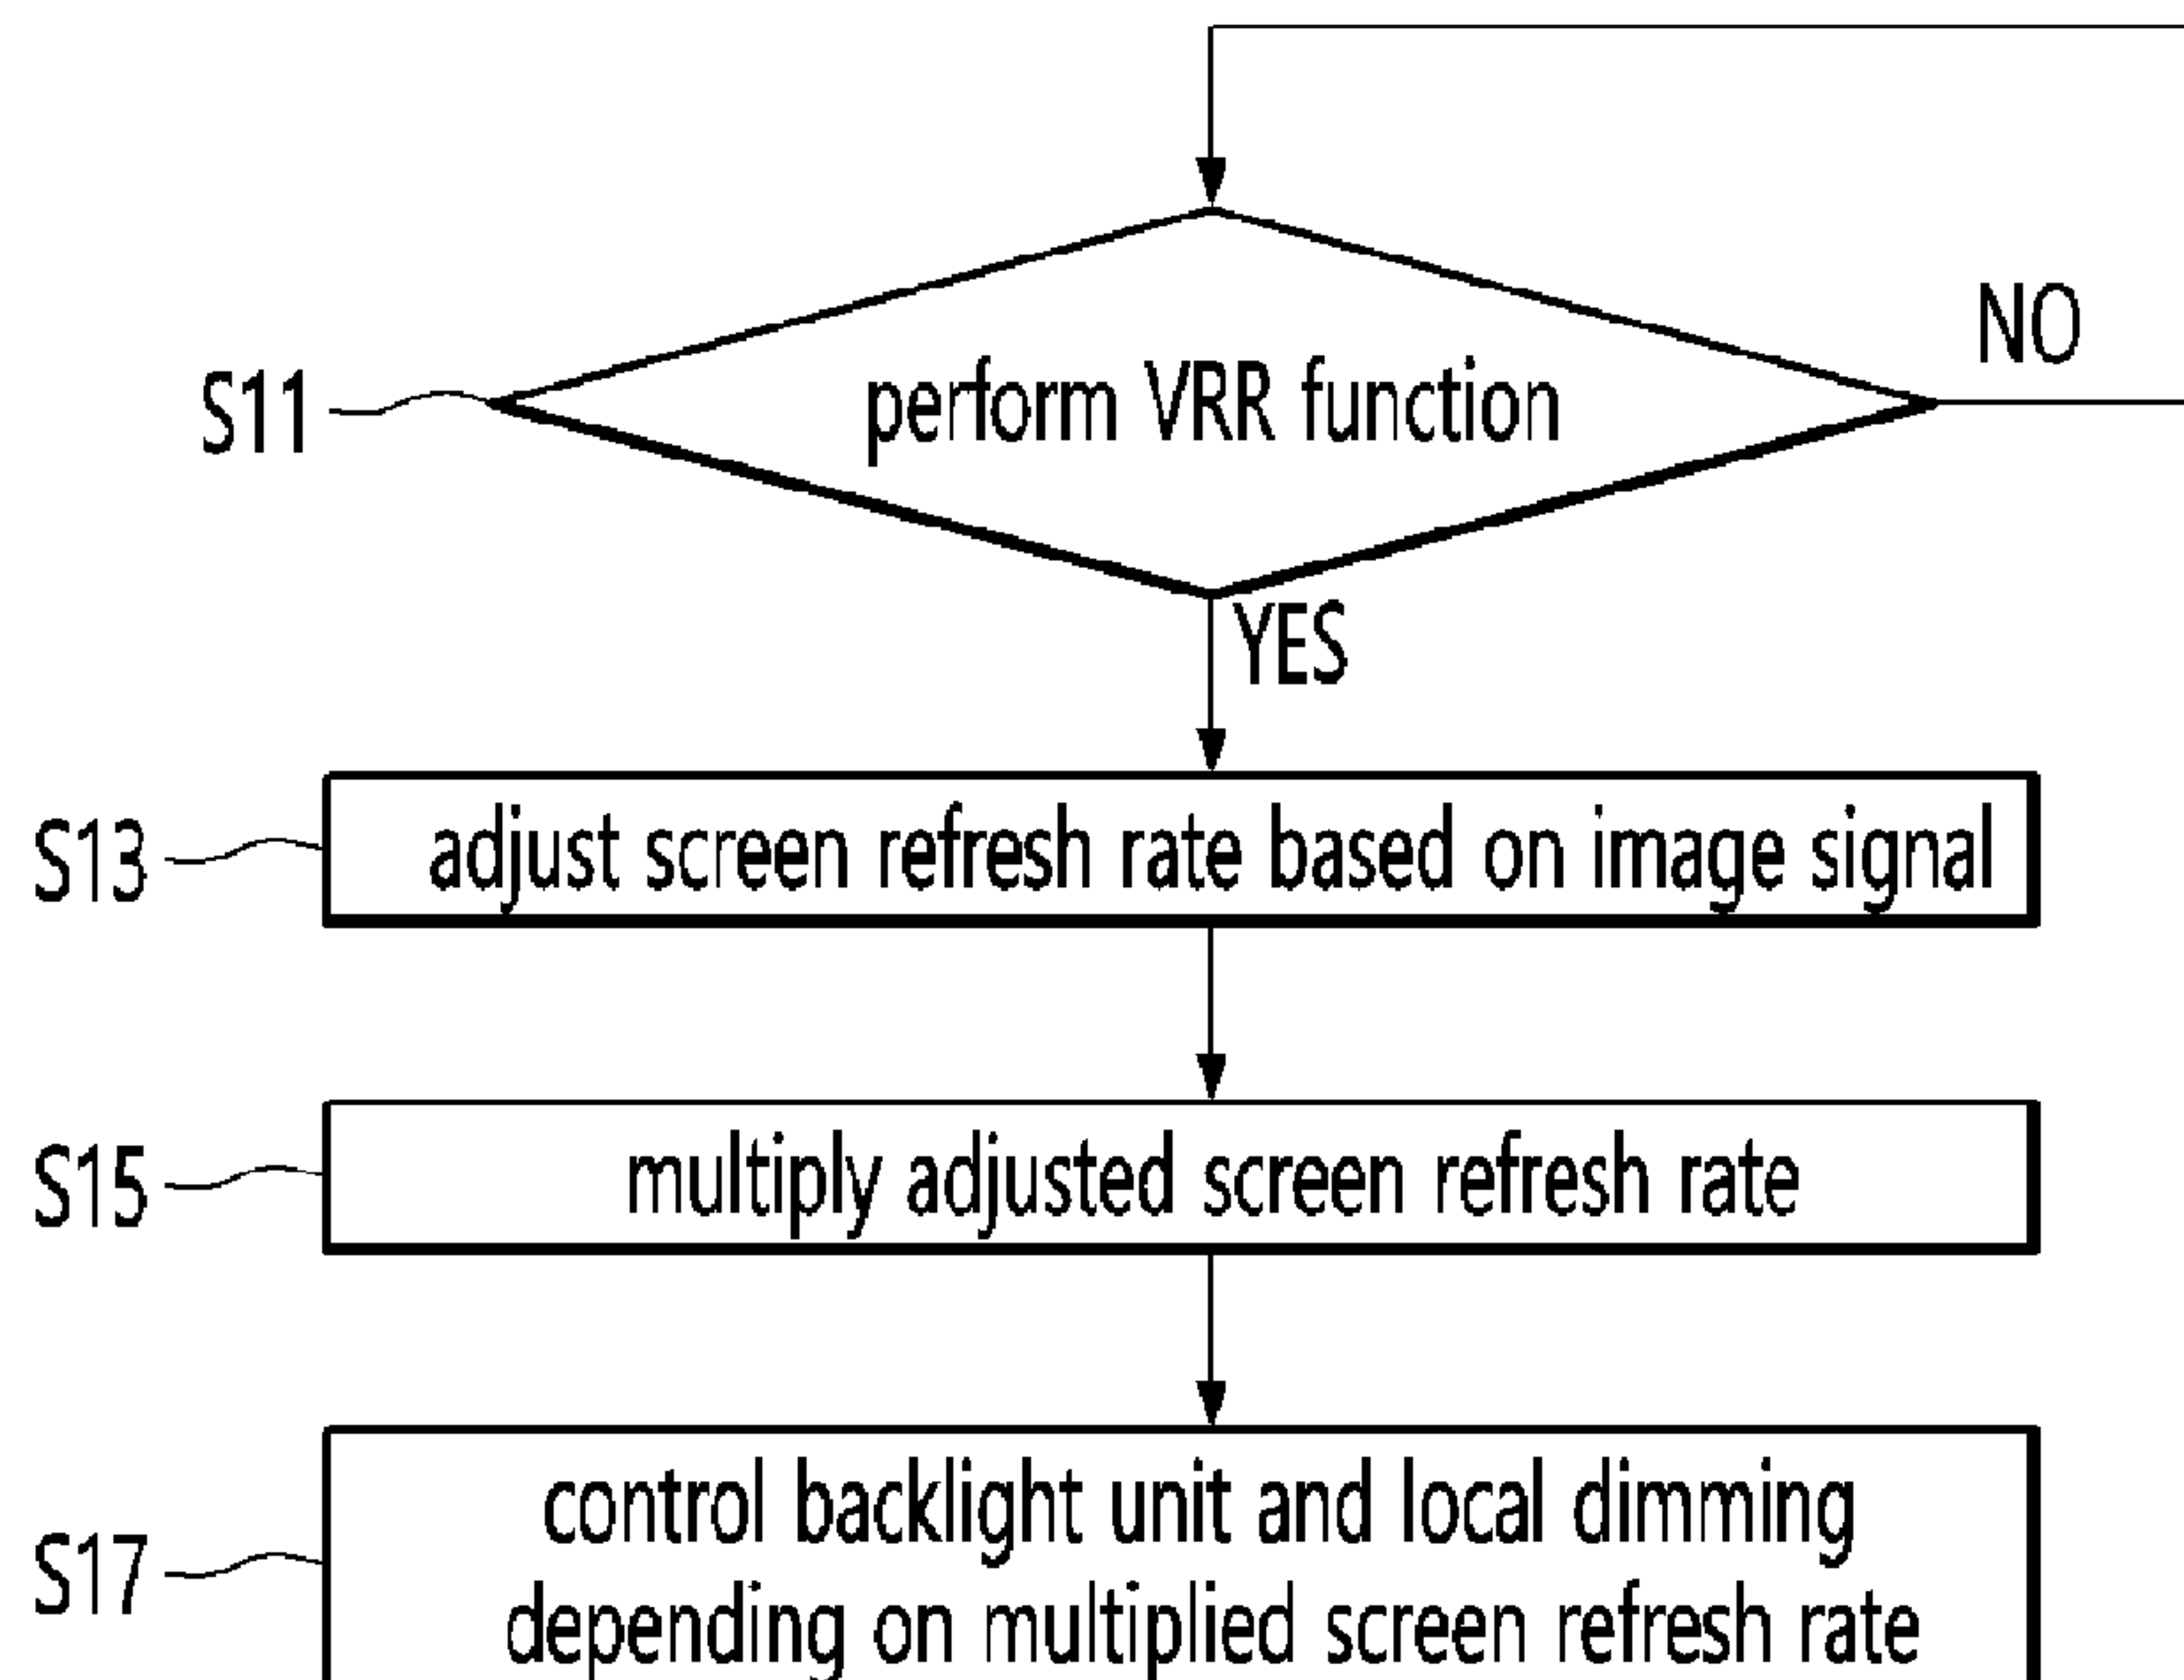 NO
S11
perform VRR function
YES
S13
adjust screen refresh rate based on image signal
S15
multiply adjusted screen refresh rate
S17
control backlight unit and local dimming
depending on multiplied screen refresh rate